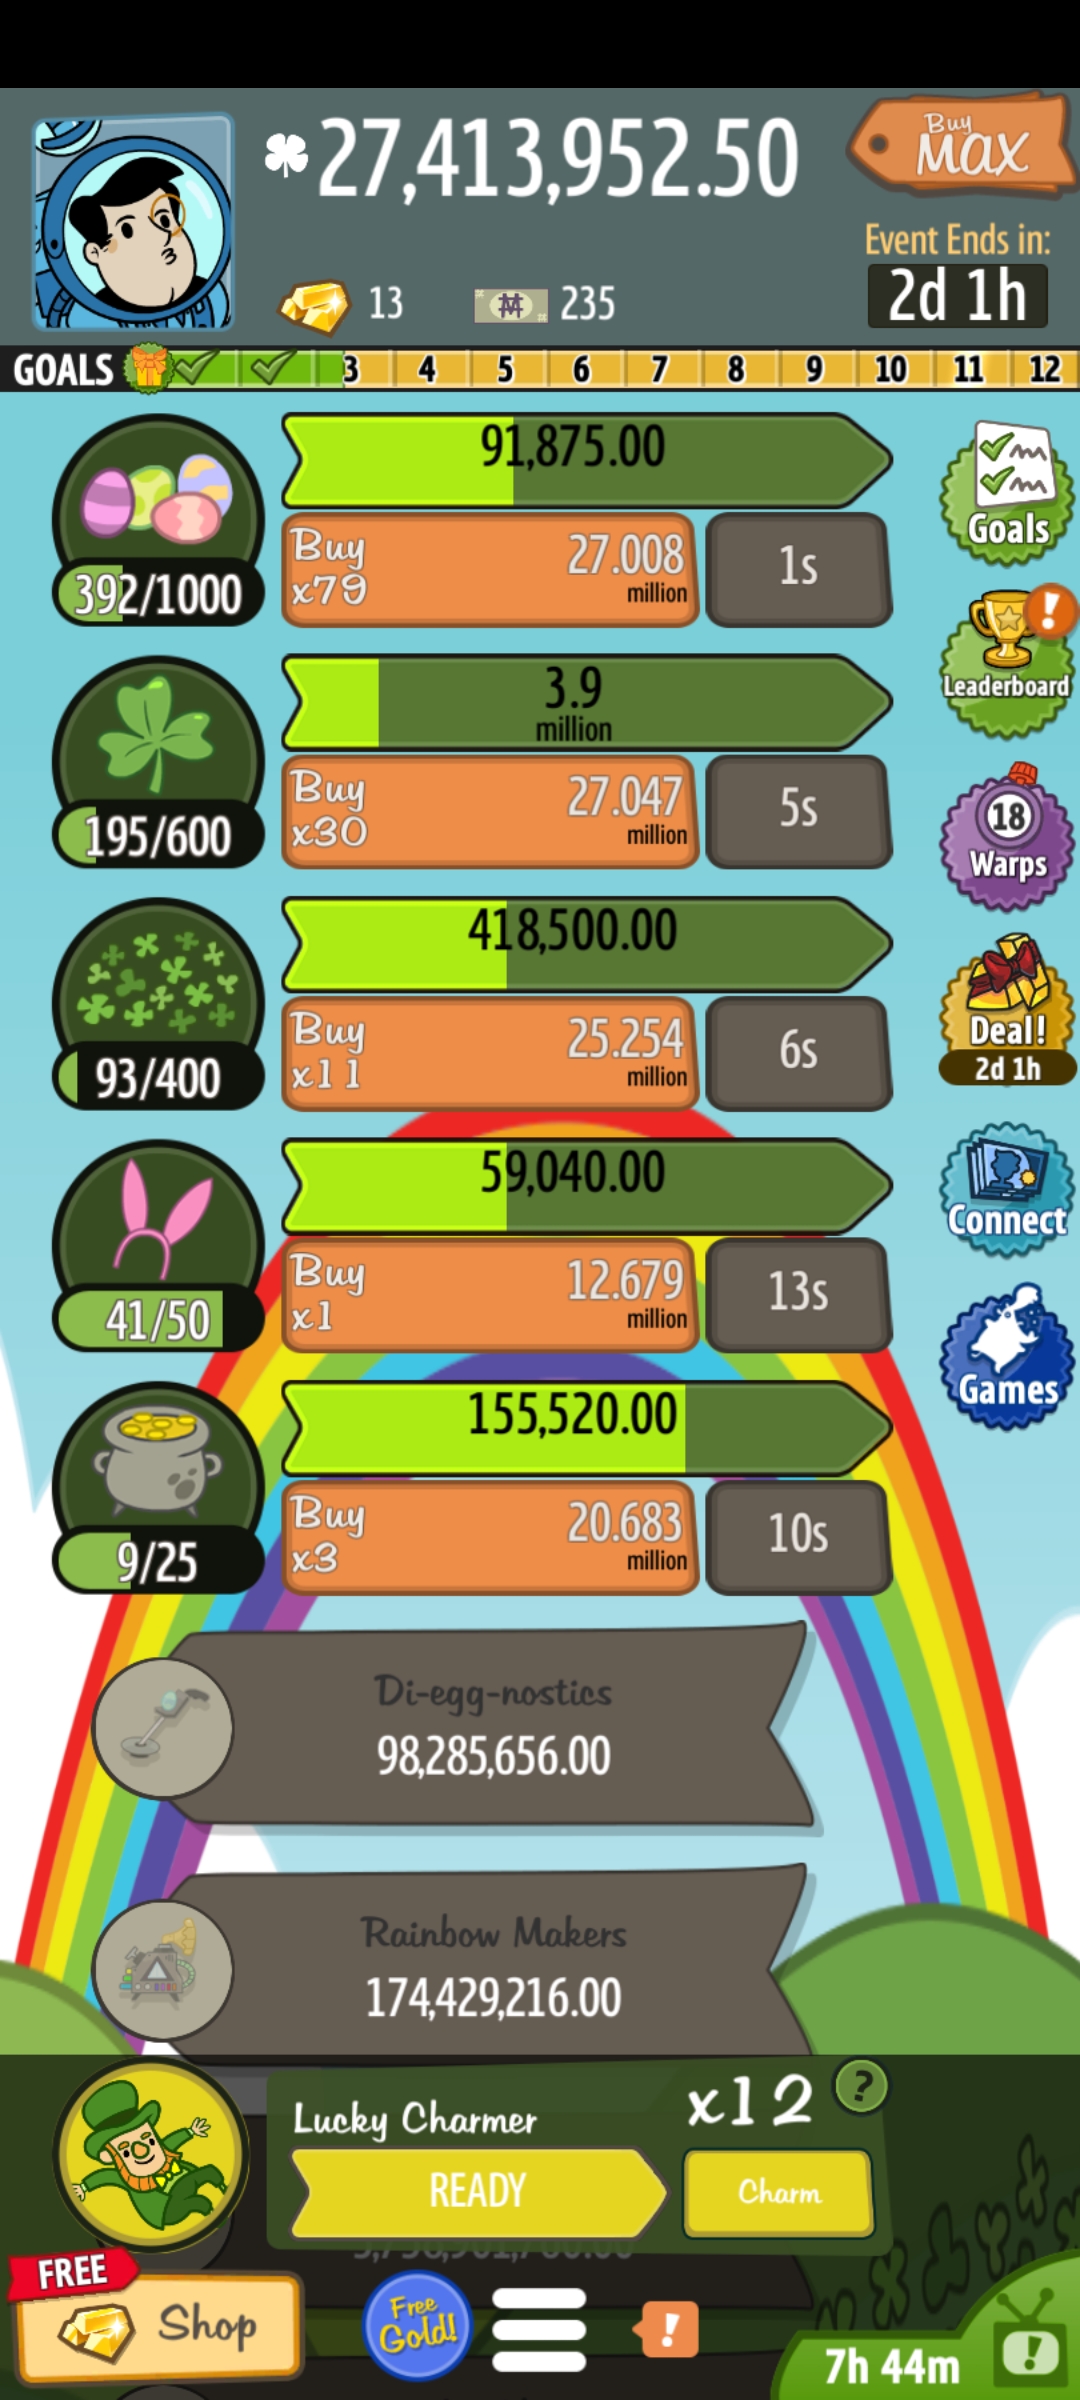 27,413,952.50
Buy
MAX
Event Ends in:
2d 1h
13
235
GOALS 3 4 5 6 7 8 9 10 11 12
91,875.00
Buy
x79
27.008
million
1s
392/1000
Goals
3.9
million
Buy
x30
27.047
million
5s
195/600
!
Leaderboard
18
Warps
418,500.00
Buy
x11
25.254
million
6s
93/400
Deal!
2d 1h
59,040.00
Buy
x1
12.679
million
13s
41/50
Connect
Games
155,520.00
Buy
x3
20.683
million
10s
9/25
Di-egg-nostics
98,285,656.00
Rainbow Makers
174,429,216.00
Lucky Charmer
x12
?
READY
Charm
FREE
Shop
Free
Gold!
!
7h 44m
!